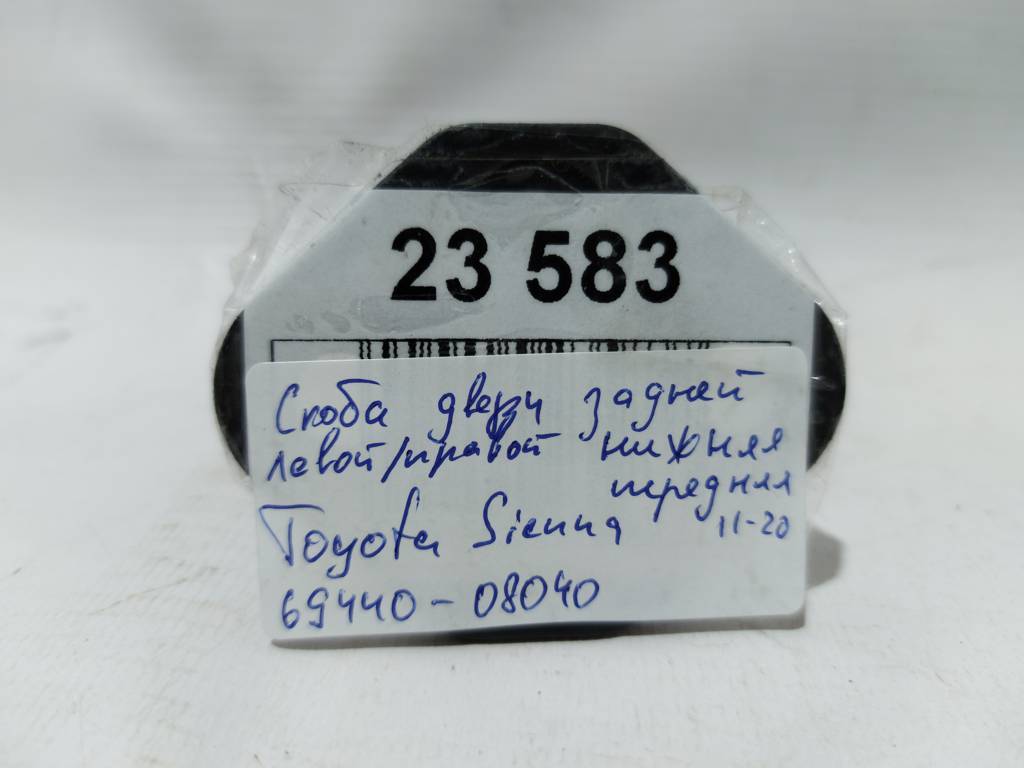 23 583
Скоба двери задней
левой/правой нижняя
передняя
Toyota Sienna 11-20
69440-08040